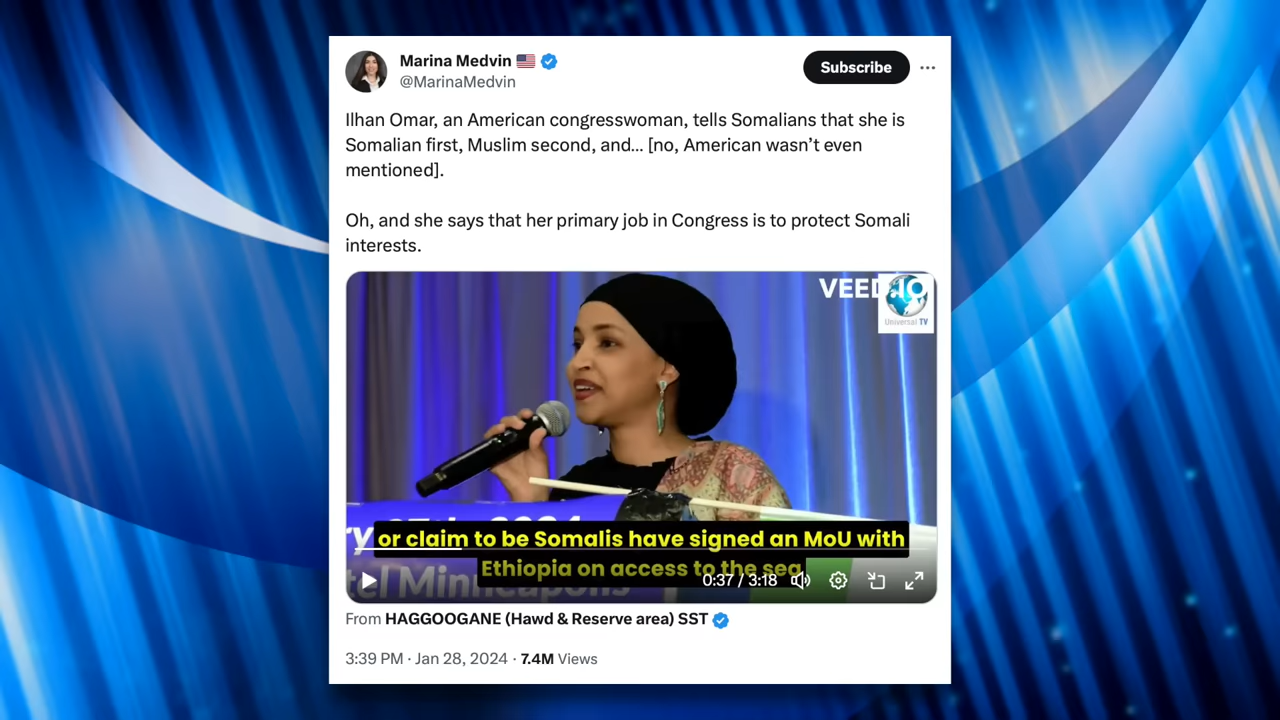 Marina Medvin 🇺🇸
@MarinaMedvin
Subscribe
Ilhan Omar, an American congresswoman, tells Somalians that she is
Somalian first, Muslim second, and... [no, American wasn't even
mentioned].
Oh, and she says that her primary job in Congress is to protect Somali
interests.
VEED.IO
Universal TV
or claim to be Somalis have signed an MoU with
Ethiopia on access to the sea
0:37 / 3:18
From HAGGOOGANE (Hawd & Reserve area) SST
3:39 PM · Jan 28, 2024 · 7.4M Views